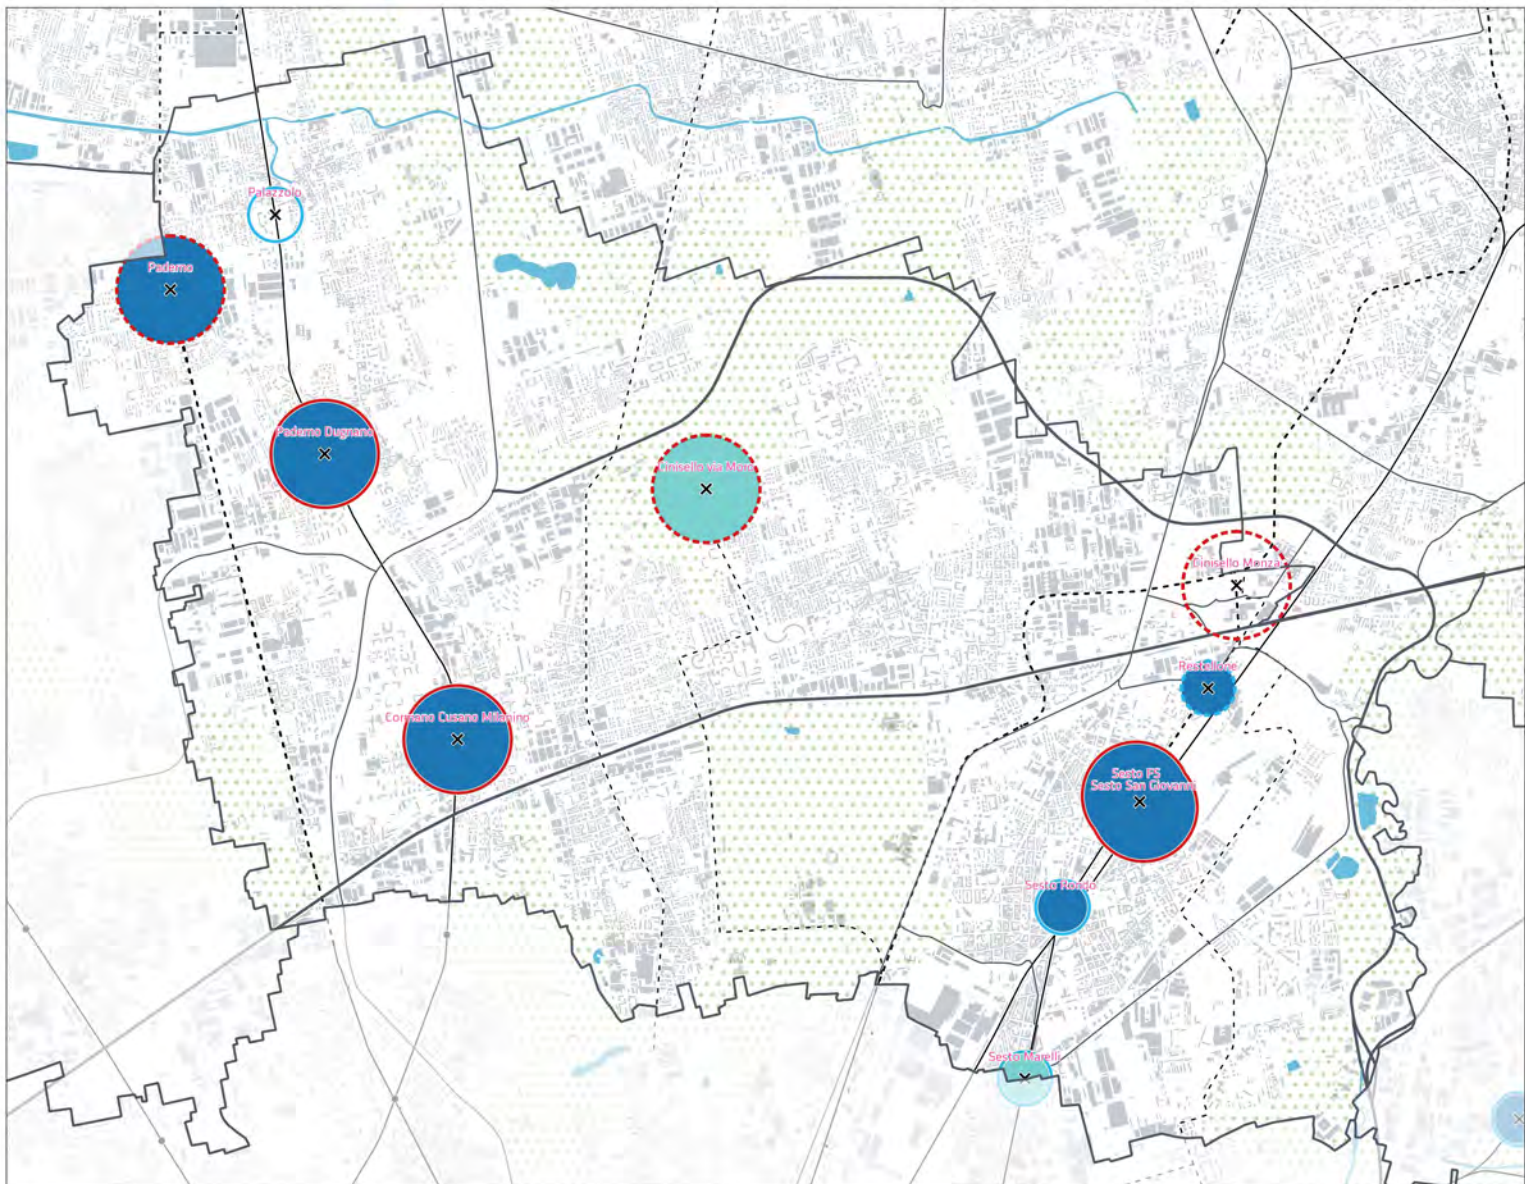 Palazzolo
Paderno
Paderno Dugnano
Cinisello via Moro
Cinisello Monza
Restellone
Cormano Cusano Milanino
Sesto FS
Sesto San Giovanni
Sesto Rondo
Sesto Marelli